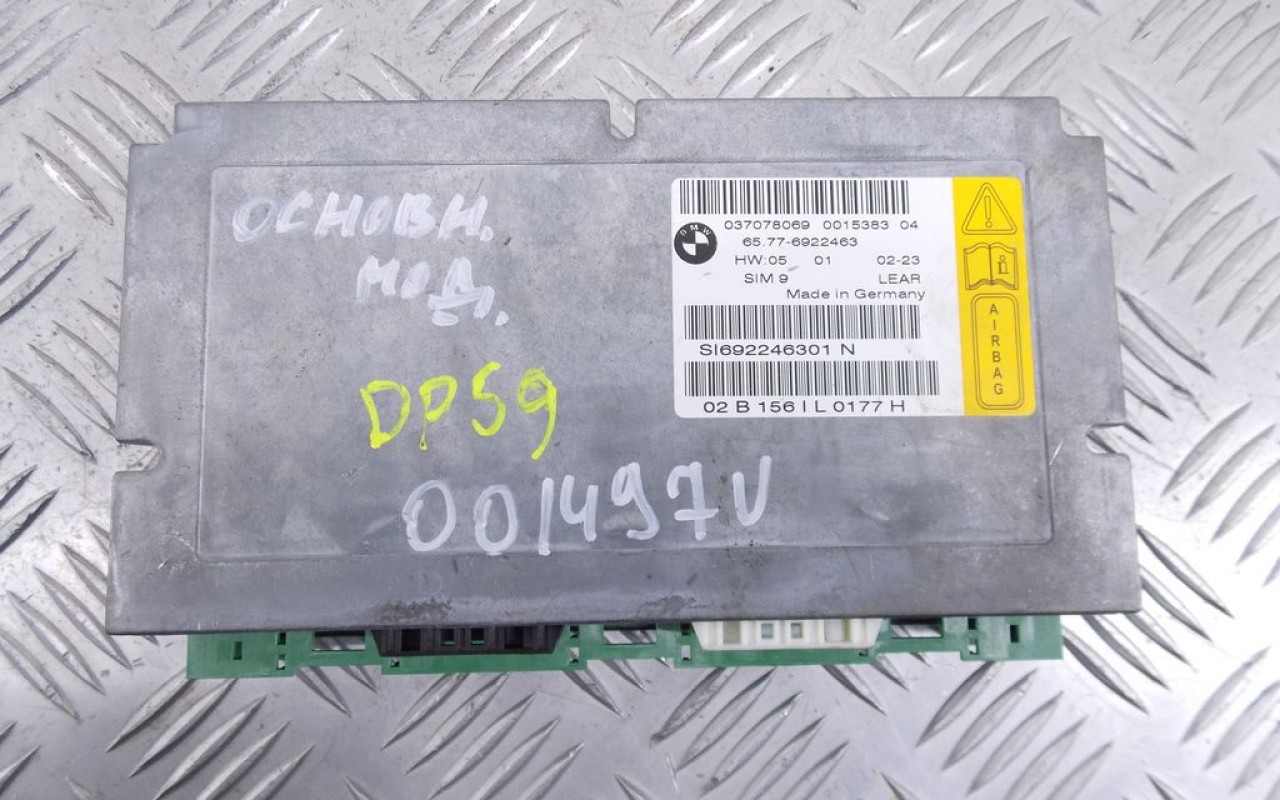 ОСНОВН.
МОД.
DP59
001497V
037078069 0015383 04
BMW
65.77-6922463
HW:05 01 02-23
SIM 9 LEAR
Made in Germany
SI692246301 N
02 B 156 I L 0177 H
AIRBAG